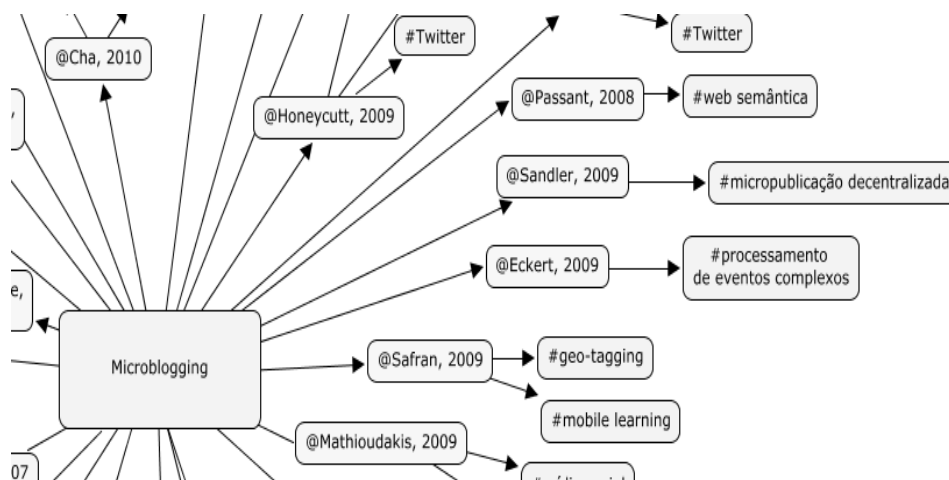 #Twitter
#Twitter
@Cha, 2010
@Passant, 2008
#web semântica
@Honeycutt, 2009
@Sandler, 2009
#micropublicação decentralizada
@Eckert, 2009
#processamento
de eventos complexos
e,
Microblogging
@Safran, 2009
#geo-tagging
#mobile learning
@Mathioudakis, 2009
07